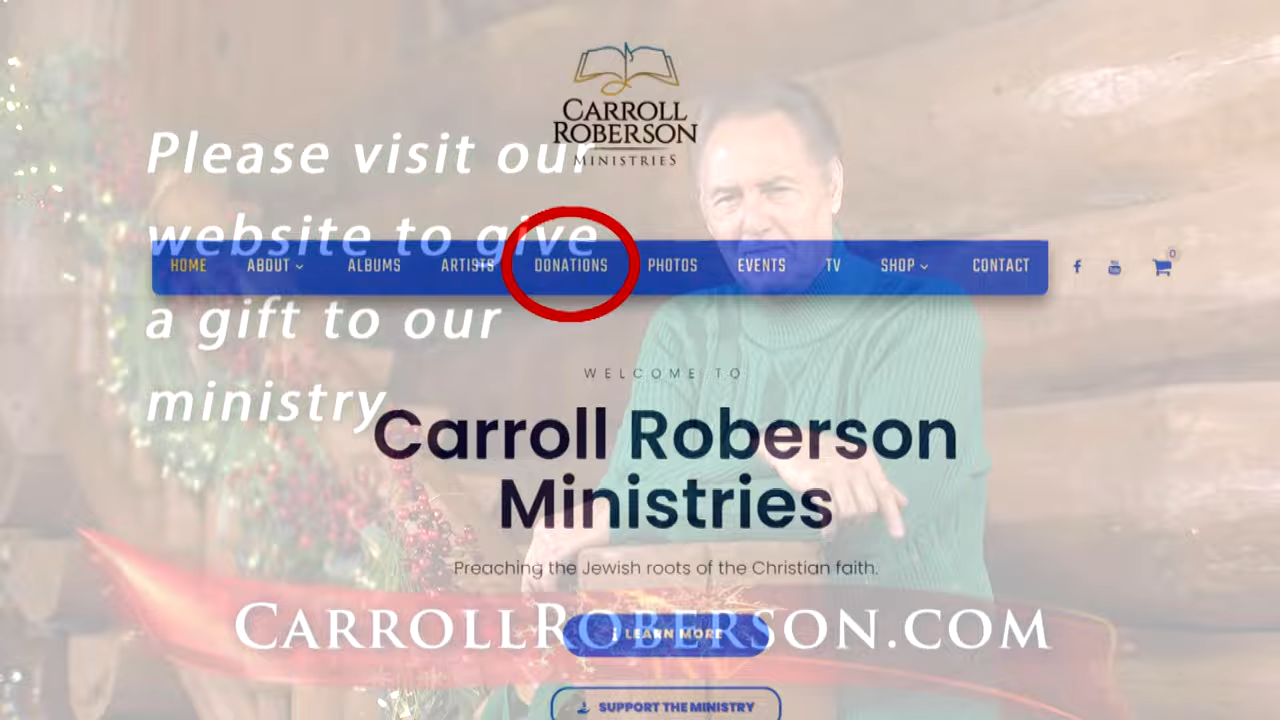 CARROLL
ROBERSON
MINISTRIES
Please visit our
website to give
a gift to our
ministry
HOME ABOUT ALBUMS ARTISTS DONATIONS PHOTOS EVENTS TV SHOP CONTACT
0
WELCOME TO
Carroll Roberson
Ministries
Preaching the Jewish roots of the Christian faith.
CARROLLROBERSON.COM
LEARN MORE
SUPPORT THE MINISTRY